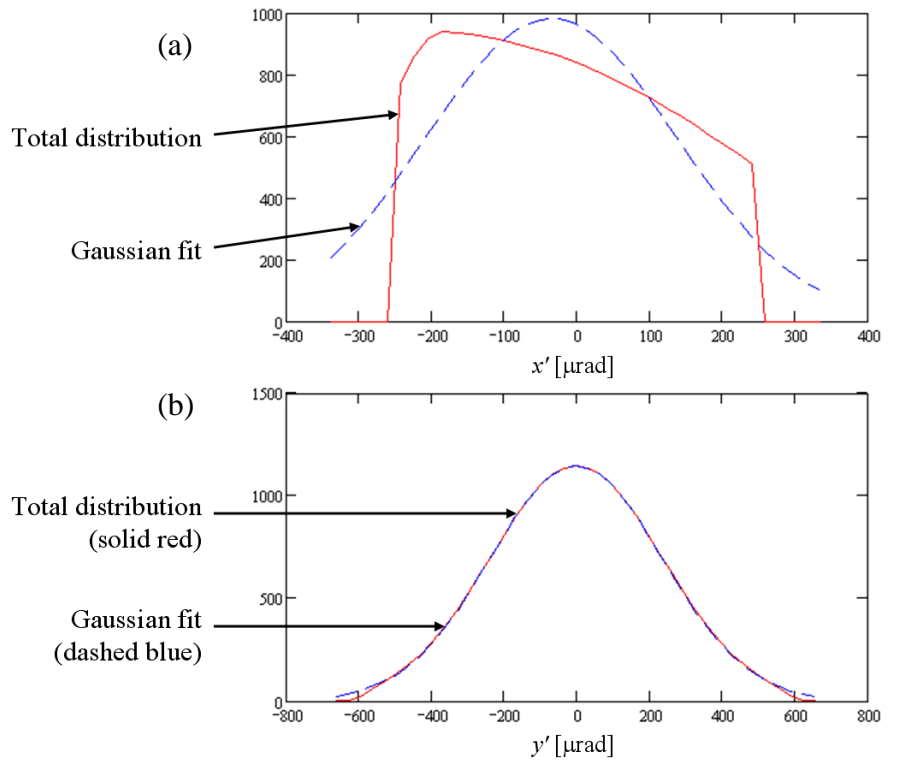 (a)
1000
800
600
400
200
0
Total distribution
Gaussian fit
−400 −300 −200 −100 0 100 200 300 400
x′ [μrad]
(b)
1500
1000
500
0
Total distribution
(solid red)
Gaussian fit
(dashed blue)
−800 −600 −400 −200 0 200 400 600 800
y′ [μrad]